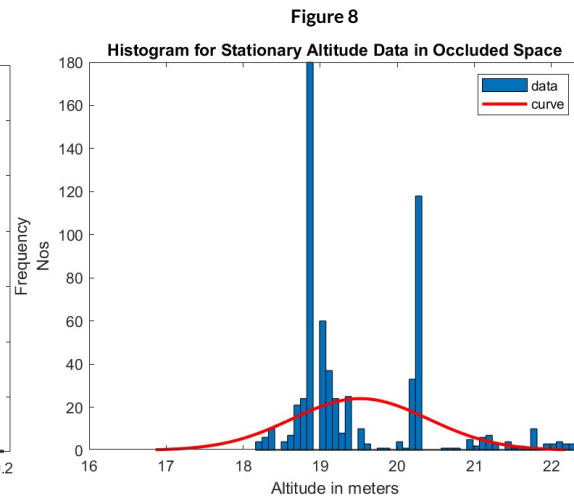 Figure 8
Histogram for Stationary Altitude Data in Occluded Space
data
curve
180
160
140
120
100
80
60
40
20
0
Frequency
Nos
16 17 18 19 20 21 22
Altitude in meters
0.2